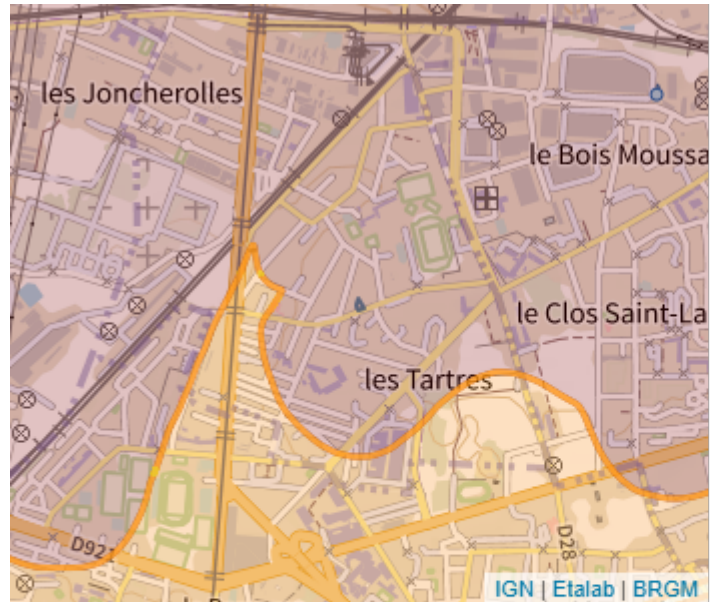 les Joncherolles
le Bois Moussa
le Clos Saint-La
les Tartres
D92
D28
IGN | Etalab | BRGM